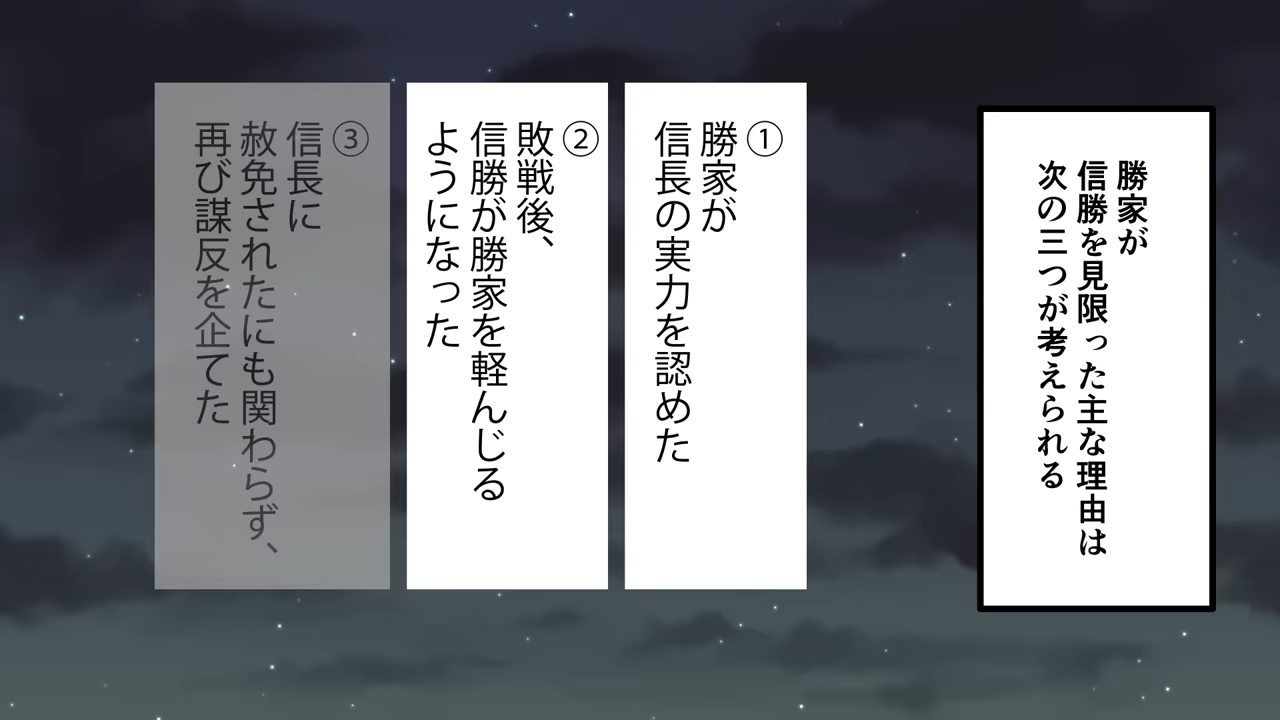 勝家が
信勝を見限った主な理由は
次の三つが考えられる
①
勝家が
信長の実力を認めた
②
敗戦後、
信勝が勝家を軽んじる
ようになった
③
信長に
赦免されたにも関わらず、
再び謀反を企てた